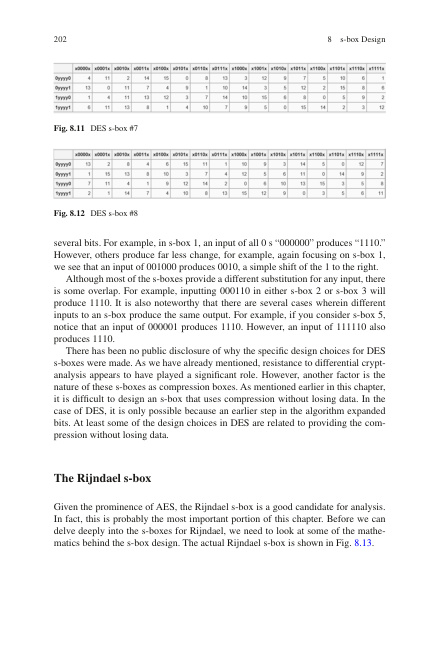 202 8 s-box Design
x0000x x0001x x0010x x0011x x0100x x0101x x0110x x0111x x1000x x1001x x1010x x1011x x1100x x1101x x1110x x1111x
0yyyy0 4 11 2 14 15 0 8 13 3 12 9 7 5 10 6 1
0yyyy1 13 0 11 7 4 9 1 10 14 3 5 12 2 15 8 6
1yyyy0 1 4 11 13 12 3 7 14 10 15 6 8 0 5 9 2
1yyyy1 6 11 13 8 1 4 10 7 9 5 0 15 14 2 3 12
Fig. 8.11 DES s-box #7
x0000x x0001x x0010x x0011x x0100x x0101x x0110x x0111x x1000x x1001x x1010x x1011x x1100x x1101x x1110x x1111x
0yyyy0 13 2 8 4 6 15 11 1 10 9 3 14 5 0 12 7
0yyyy1 1 15 13 8 10 3 7 4 12 5 6 11 0 14 9 2
1yyyy0 7 11 4 1 9 12 14 2 0 6 10 13 15 3 5 8
1yyyy1 2 1 14 7 4 10 8 13 15 12 9 0 3 5 6 11
Fig. 8.12 DES s-box #8
several bits. For example, in s-box 1, an input of all 0 s “000000” produces “1110.”
However, others produce far less change, for example, again focusing on s-box 1,
we see that an input of 001000 produces 0010, a simple shift of the 1 to the right.
Although most of the s-boxes provide a different substitution for any input, there
is some overlap. For example, inputting 000110 in either s-box 2 or s-box 3 will
produce 1110. It is also noteworthy that there are several cases wherein different
inputs to an s-box produce the same output. For example, if you consider s-box 5,
notice that an input of 000001 produces 1110. However, an input of 111110 also
produces 1110.
There has been no public disclosure of why the specific design choices for DES
s-boxes were made. As we have already mentioned, resistance to differential crypt-
analysis appears to have played a significant role. However, another factor is the
nature of these s-boxes as compression boxes. As mentioned earlier in this chapter,
it is difficult to design an s-box that uses compression without losing data. In the
case of DES, it is only possible because an earlier step in the algorithm expanded
bits. At least some of the design choices in DES are related to providing the com-
pression without losing data.
The Rijndael s-box
Given the prominence of AES, the Rijndael s-box is a good candidate for analysis.
In fact, this is probably the most important portion of this chapter. Before we can
delve deeply into the s-boxes for Rijndael, we need to look at some of the mathe-
matics behind the s-box design. The actual Rijndael s-box is shown in Fig. 8.13.